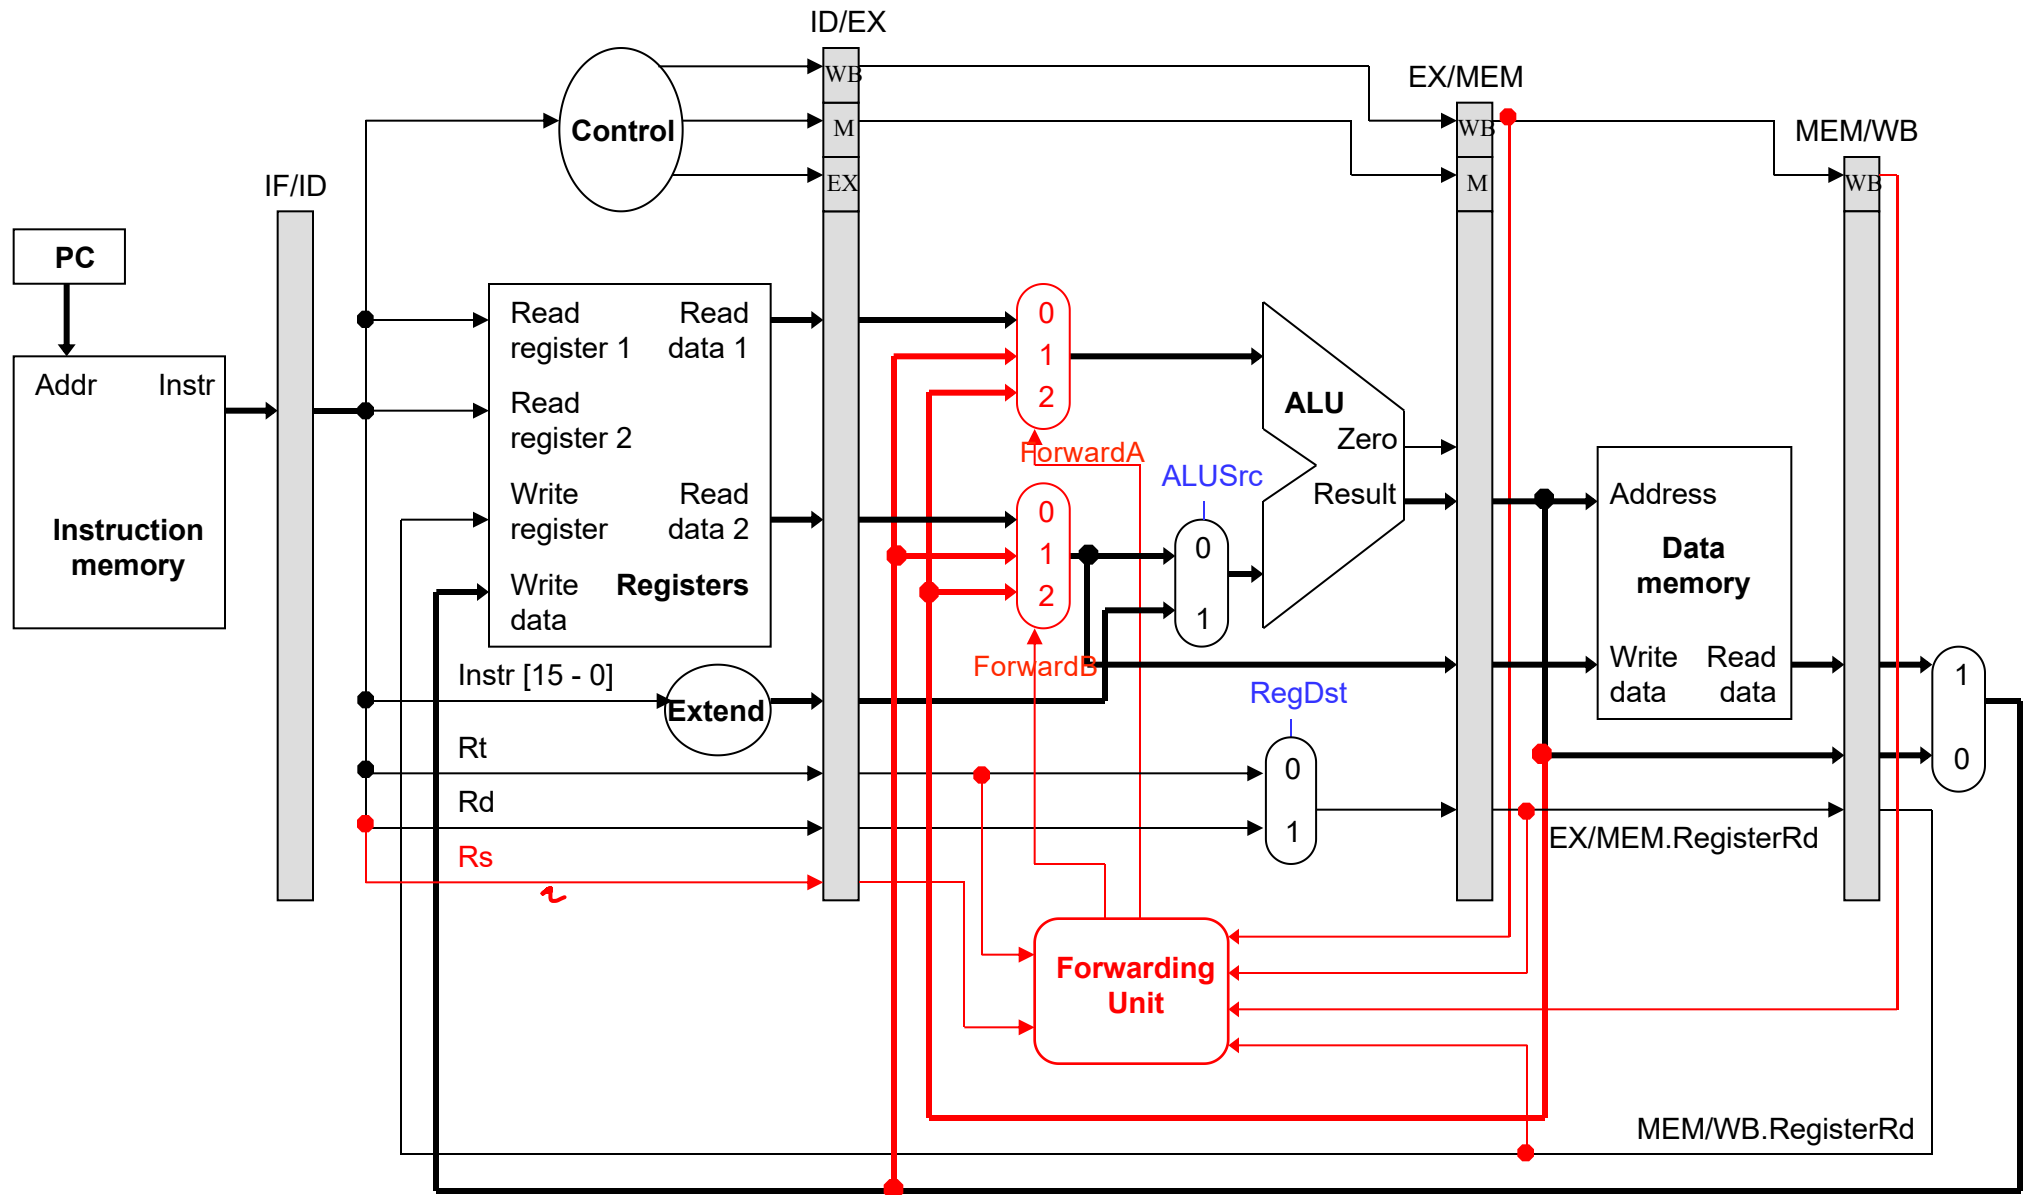 ID/EX
EX/MEM
MEM/WB
IF/ID
WB
M
EX
Control
WB
M
WB
PC
Addr Instr
Instruction
memory
Read
register 1
Read
data 1
Read
register 2
Write
register
Read
data 2
Write
data
Registers
Instr [15 - 0]
Extend
Rt
Rd
Rs
0
1
2
ForwardA
0
1
2
ForwardB
ALUSrc
0
1
ALU
Zero
Result
RegDst
0
1
Address
Data
memory
Write
data
Read
data
1
0
EX/MEM.RegisterRd
Forwarding
Unit
MEM/WB.RegisterRd